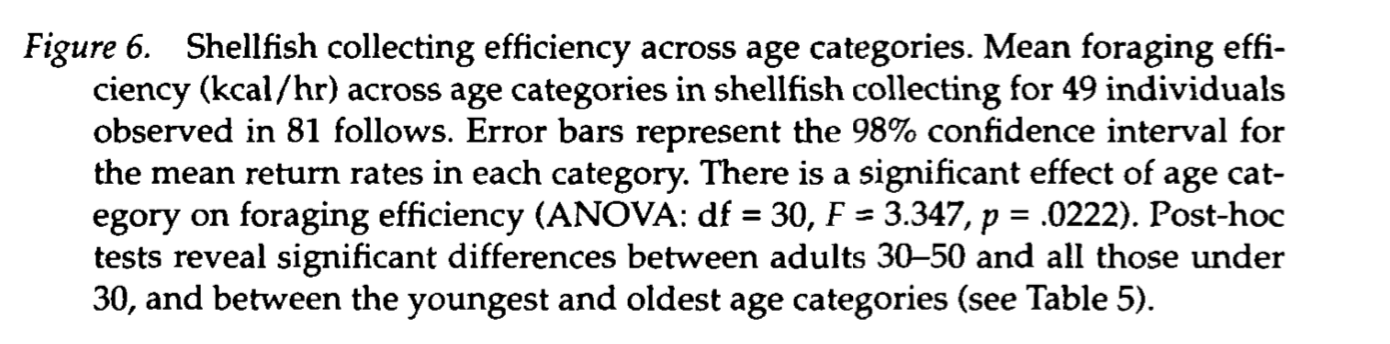 Figure 6. Shellfish collecting efficiency across age categories. Mean foraging effi-
ciency (kcal/hr) across age categories in shellfish collecting for 49 individuals
observed in 81 follows. Error bars represent the 98% confidence interval for
the mean return rates in each category. There is a significant effect of age cat-
egory on foraging efficiency (ANOVA: df = 30, F = 3.347, p = .0222). Post-hoc
tests reveal significant differences between adults 30–50 and all those under
30, and between the youngest and oldest age categories (see Table 5).